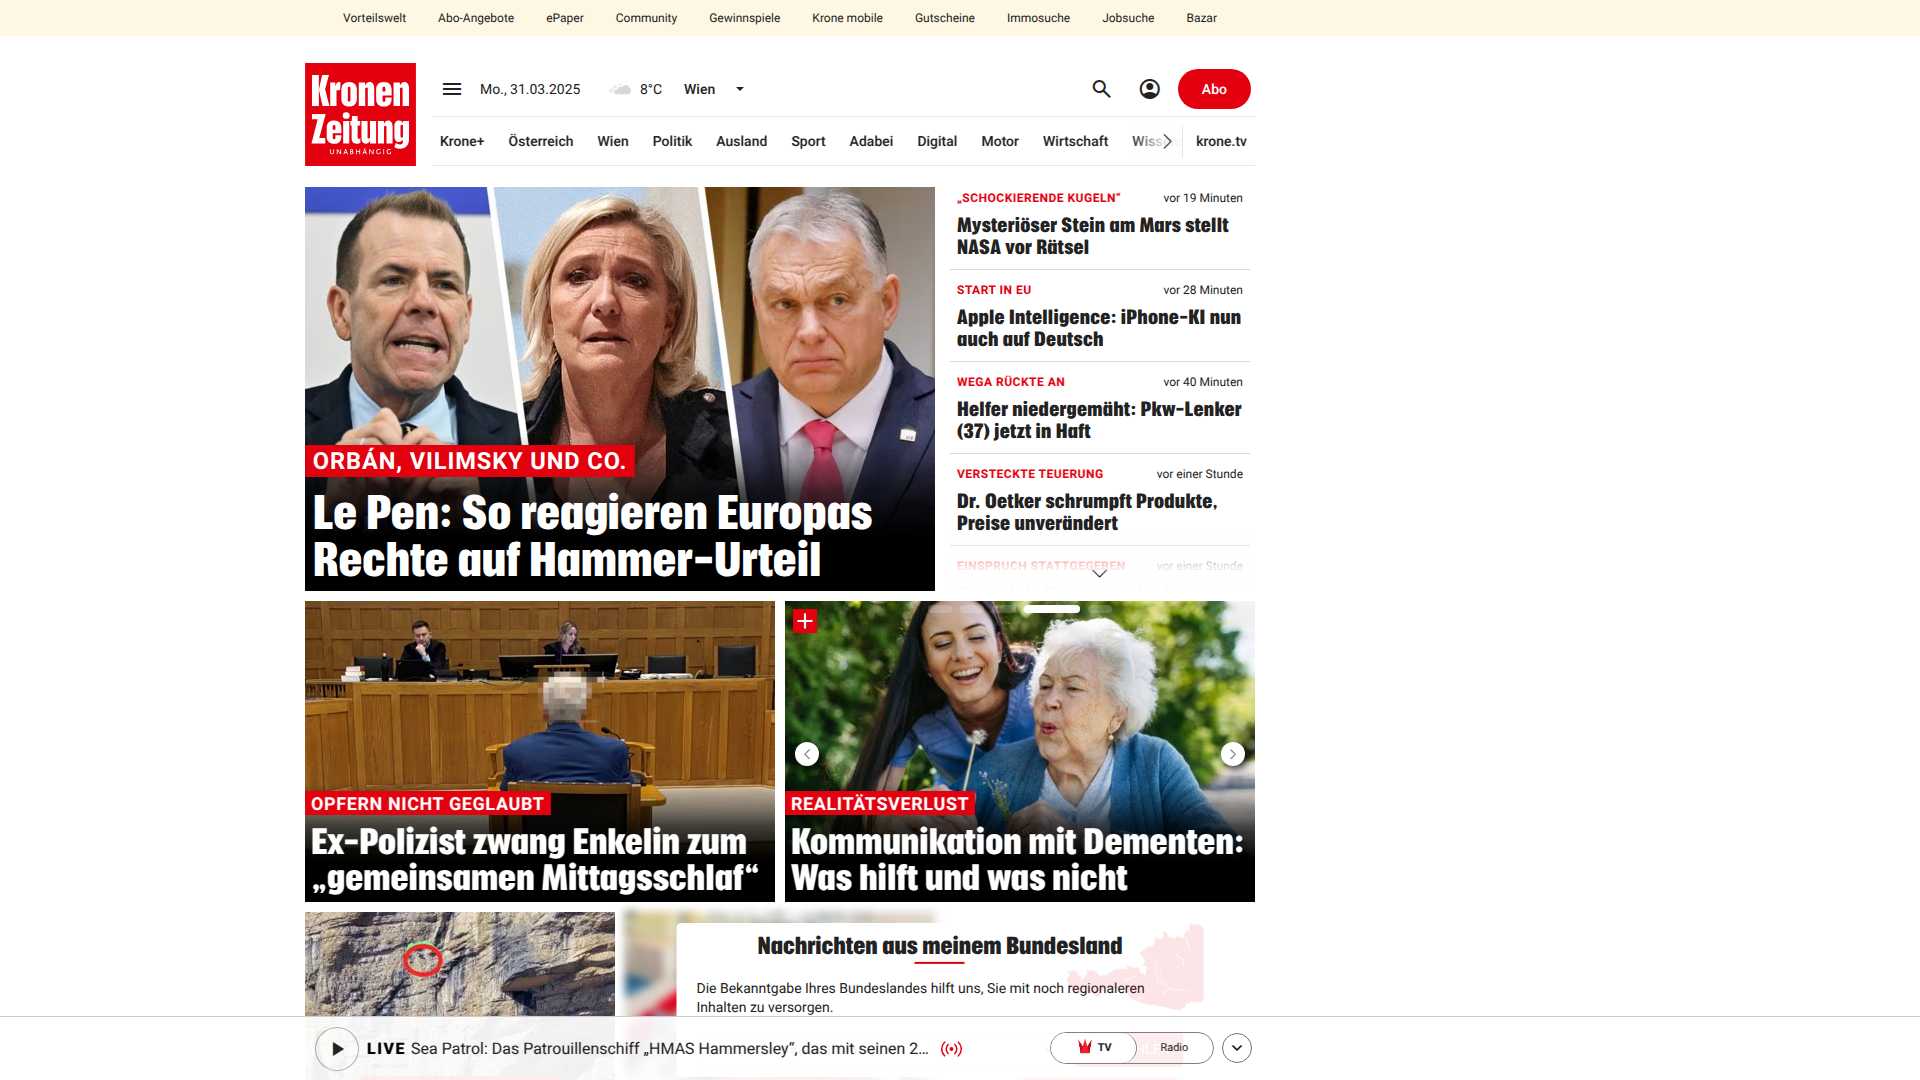 Vorteilswelt Abo-Angebote ePaper Community Gewinnspiele Krone mobile Gutscheine Immosuche Jobsuche Bazar
Kronen
Zeitung
UNABHÄNGIG
Mo., 31.03.2025 8°C Wien Abo
Krone+ Österreich Wien Politik Ausland Sport Adabei Digital Motor Wirtschaft krone.tv
ORBÁN, VILIMSKY UND CO.
Le Pen: So reagieren Europas
Rechte auf Hammer-Urteil
„SCHOCKIERENDE KUGELN“ vor 19 Minuten
Mysteriöser Stein am Mars stellt
NASA vor Rätsel
START IN EU vor 28 Minuten
Apple Intelligence: iPhone-KI nun
auch auf Deutsch
WEGA RÜCKTE AN vor 40 Minuten
Helfer niedergemäht: Pkw-Lenker
(37) jetzt in Haft
VERSTECKTE TEUERUNG vor einer Stunde
Dr. Oetker schrumpft Produkte,
Preise unverändert
EINSPRUCH STATTGEGEBEN vor einer Stunde
OPFERN NICHT GEGLAUBT
Ex-Polizist zwang Enkelin zum
„gemeinsamen Mittagsschlaf“
REALITÄTSVERLUST
Kommunikation mit Dementen:
Was hilft und was nicht
Nachrichten aus meinem Bundesland
Die Bekanntgabe Ihres Bundeslandes hilft uns, Sie mit noch regionaleren
Inhalten zu versorgen.
LIVE Sea Patrol: Das Patrouillenschiff „HMAS Hammersley“, das mit seinen 2... TV Radio